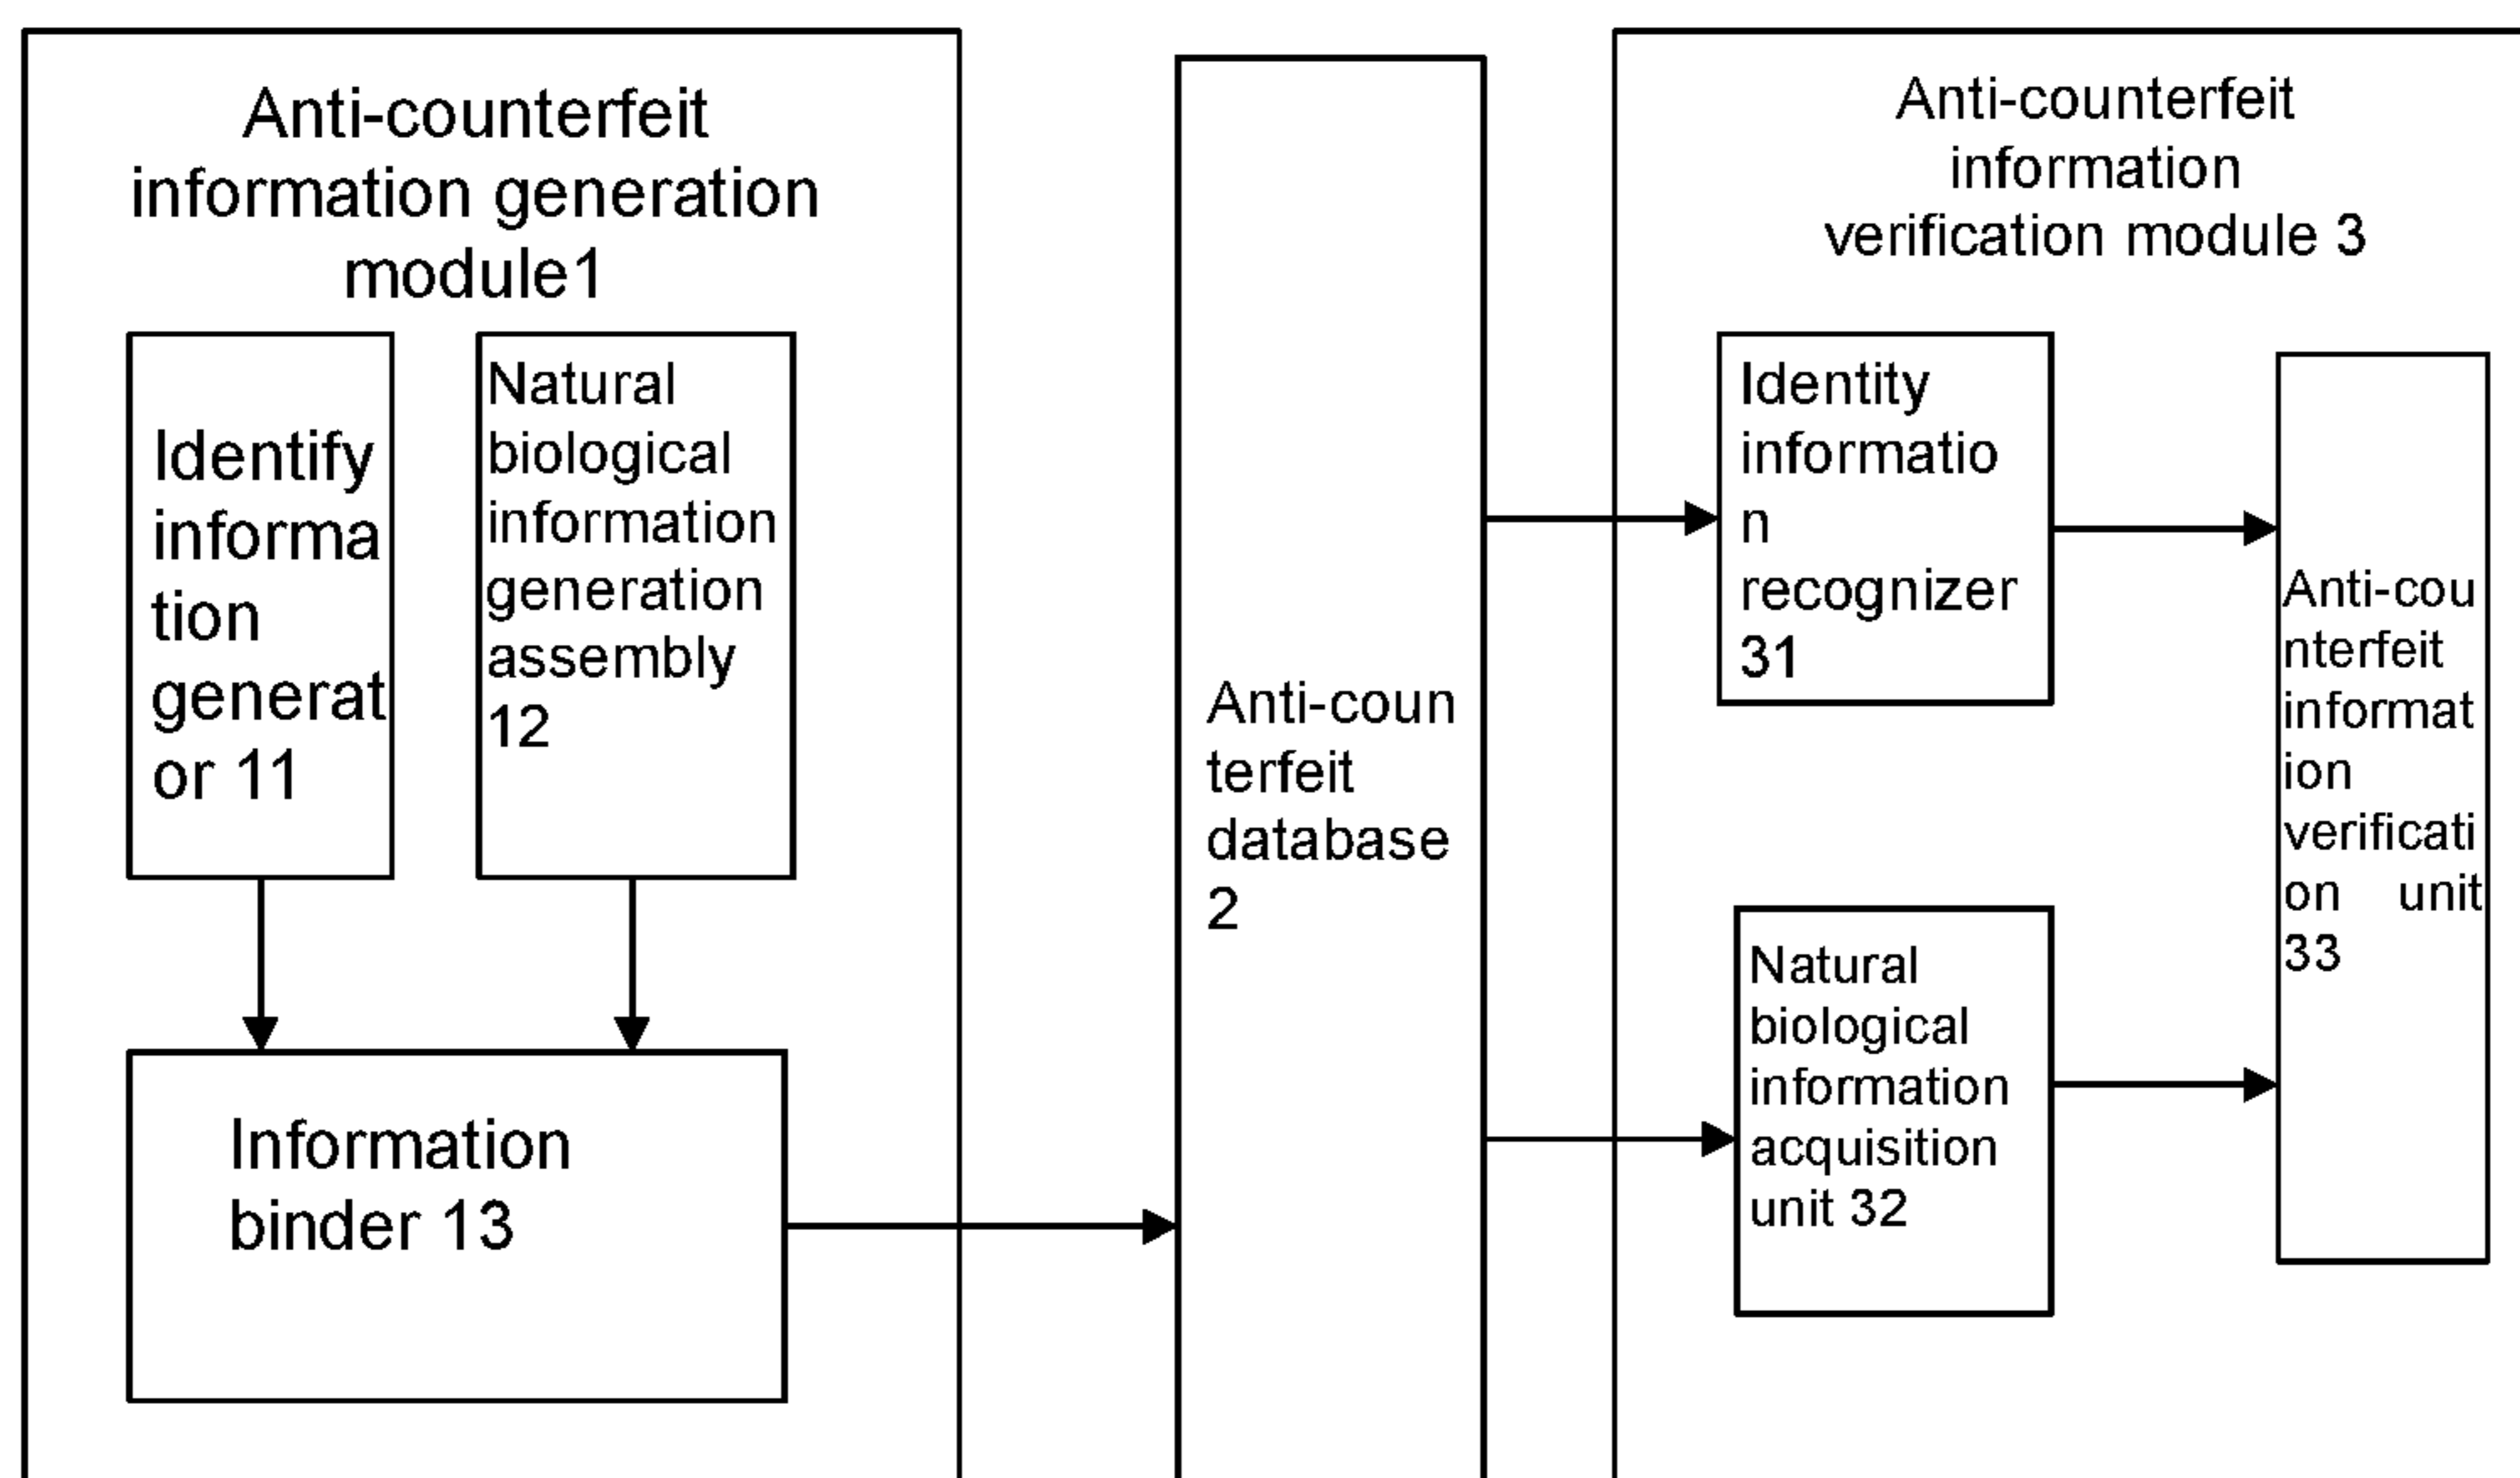 Anti-counterfeit
information generation
module1
Identify
informa
tion
generat
or 11
Natural
biological
information
generation
assembly
12
Information
binder 13
Anti-coun
terfeit
database
2
Anti-counterfeit
information
verification module 3
Identity
informatio
n
recognizer
31
Natural
biological
information
acquisition
unit 32
Anti-cou
nterfeit
informat
ion
verificati
on unit
33